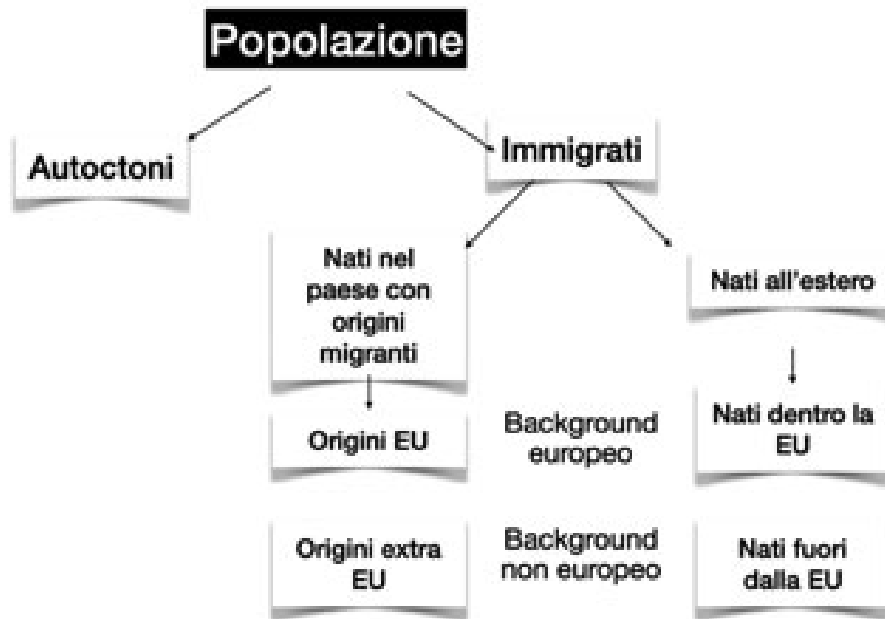 Popolazione
Autoctoni
Immigrati
Nati nel
paese con
origini
migranti
Nati all'estero
Origini EU
Background
europeo
Nati dentro la
EU
Origini extra
EU
Background
non europeo
Nati fuori
dalla EU